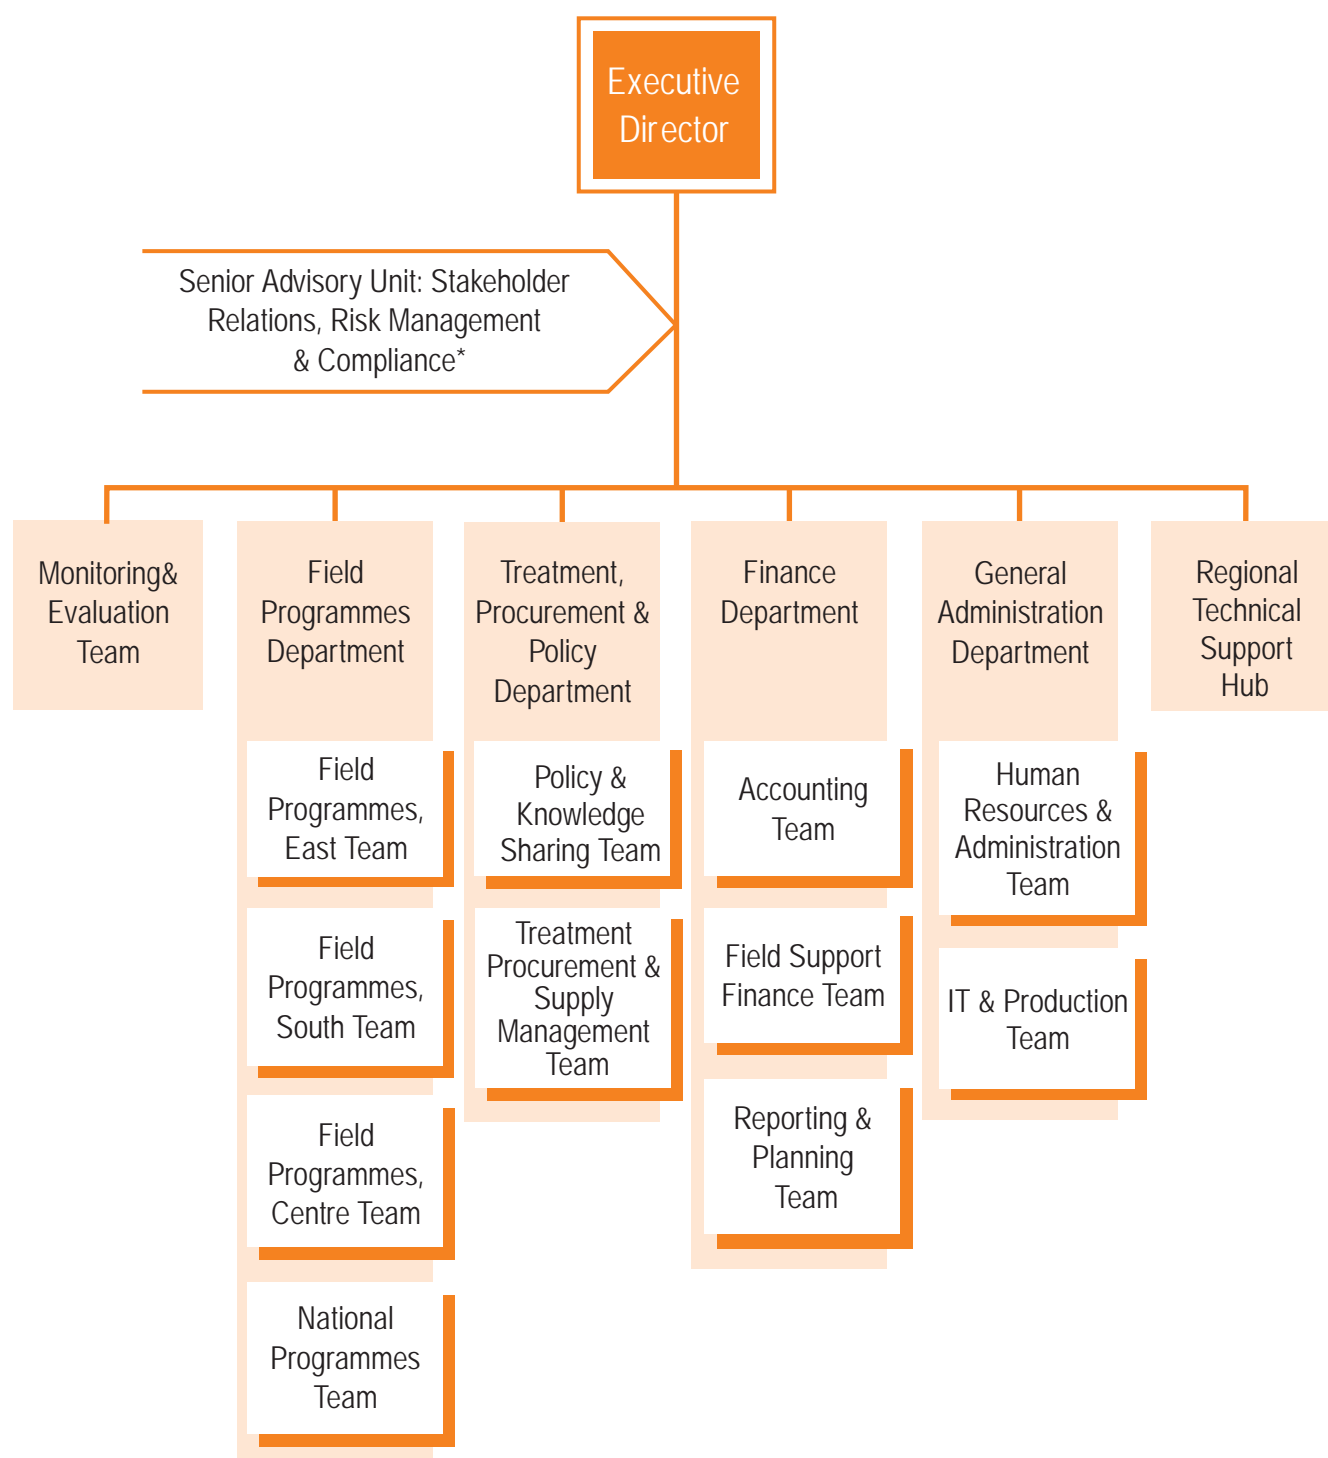 Executive
Director
Senior Advisory Unit: Stakeholder
Relations, Risk Management
& Compliance*
Monitoring&
Evaluation
Team
Field
Programmes
Department
Field
Programmes,
East Team
Field
Programmes,
South Team
Field
Programmes,
Centre Team
National
Programmes
Team
Treatment,
Procurement &
Policy
Department
Policy &
Knowledge
Sharing Team
Treatment
Procurement &
Supply
Management
Team
Finance
Department
Accounting
Team
Field Support
Finance Team
Reporting &
Planning
Team
General
Administration
Department
Human
Resources &
Administration
Team
IT & Production
Team
Regional
Technical
Support
Hub